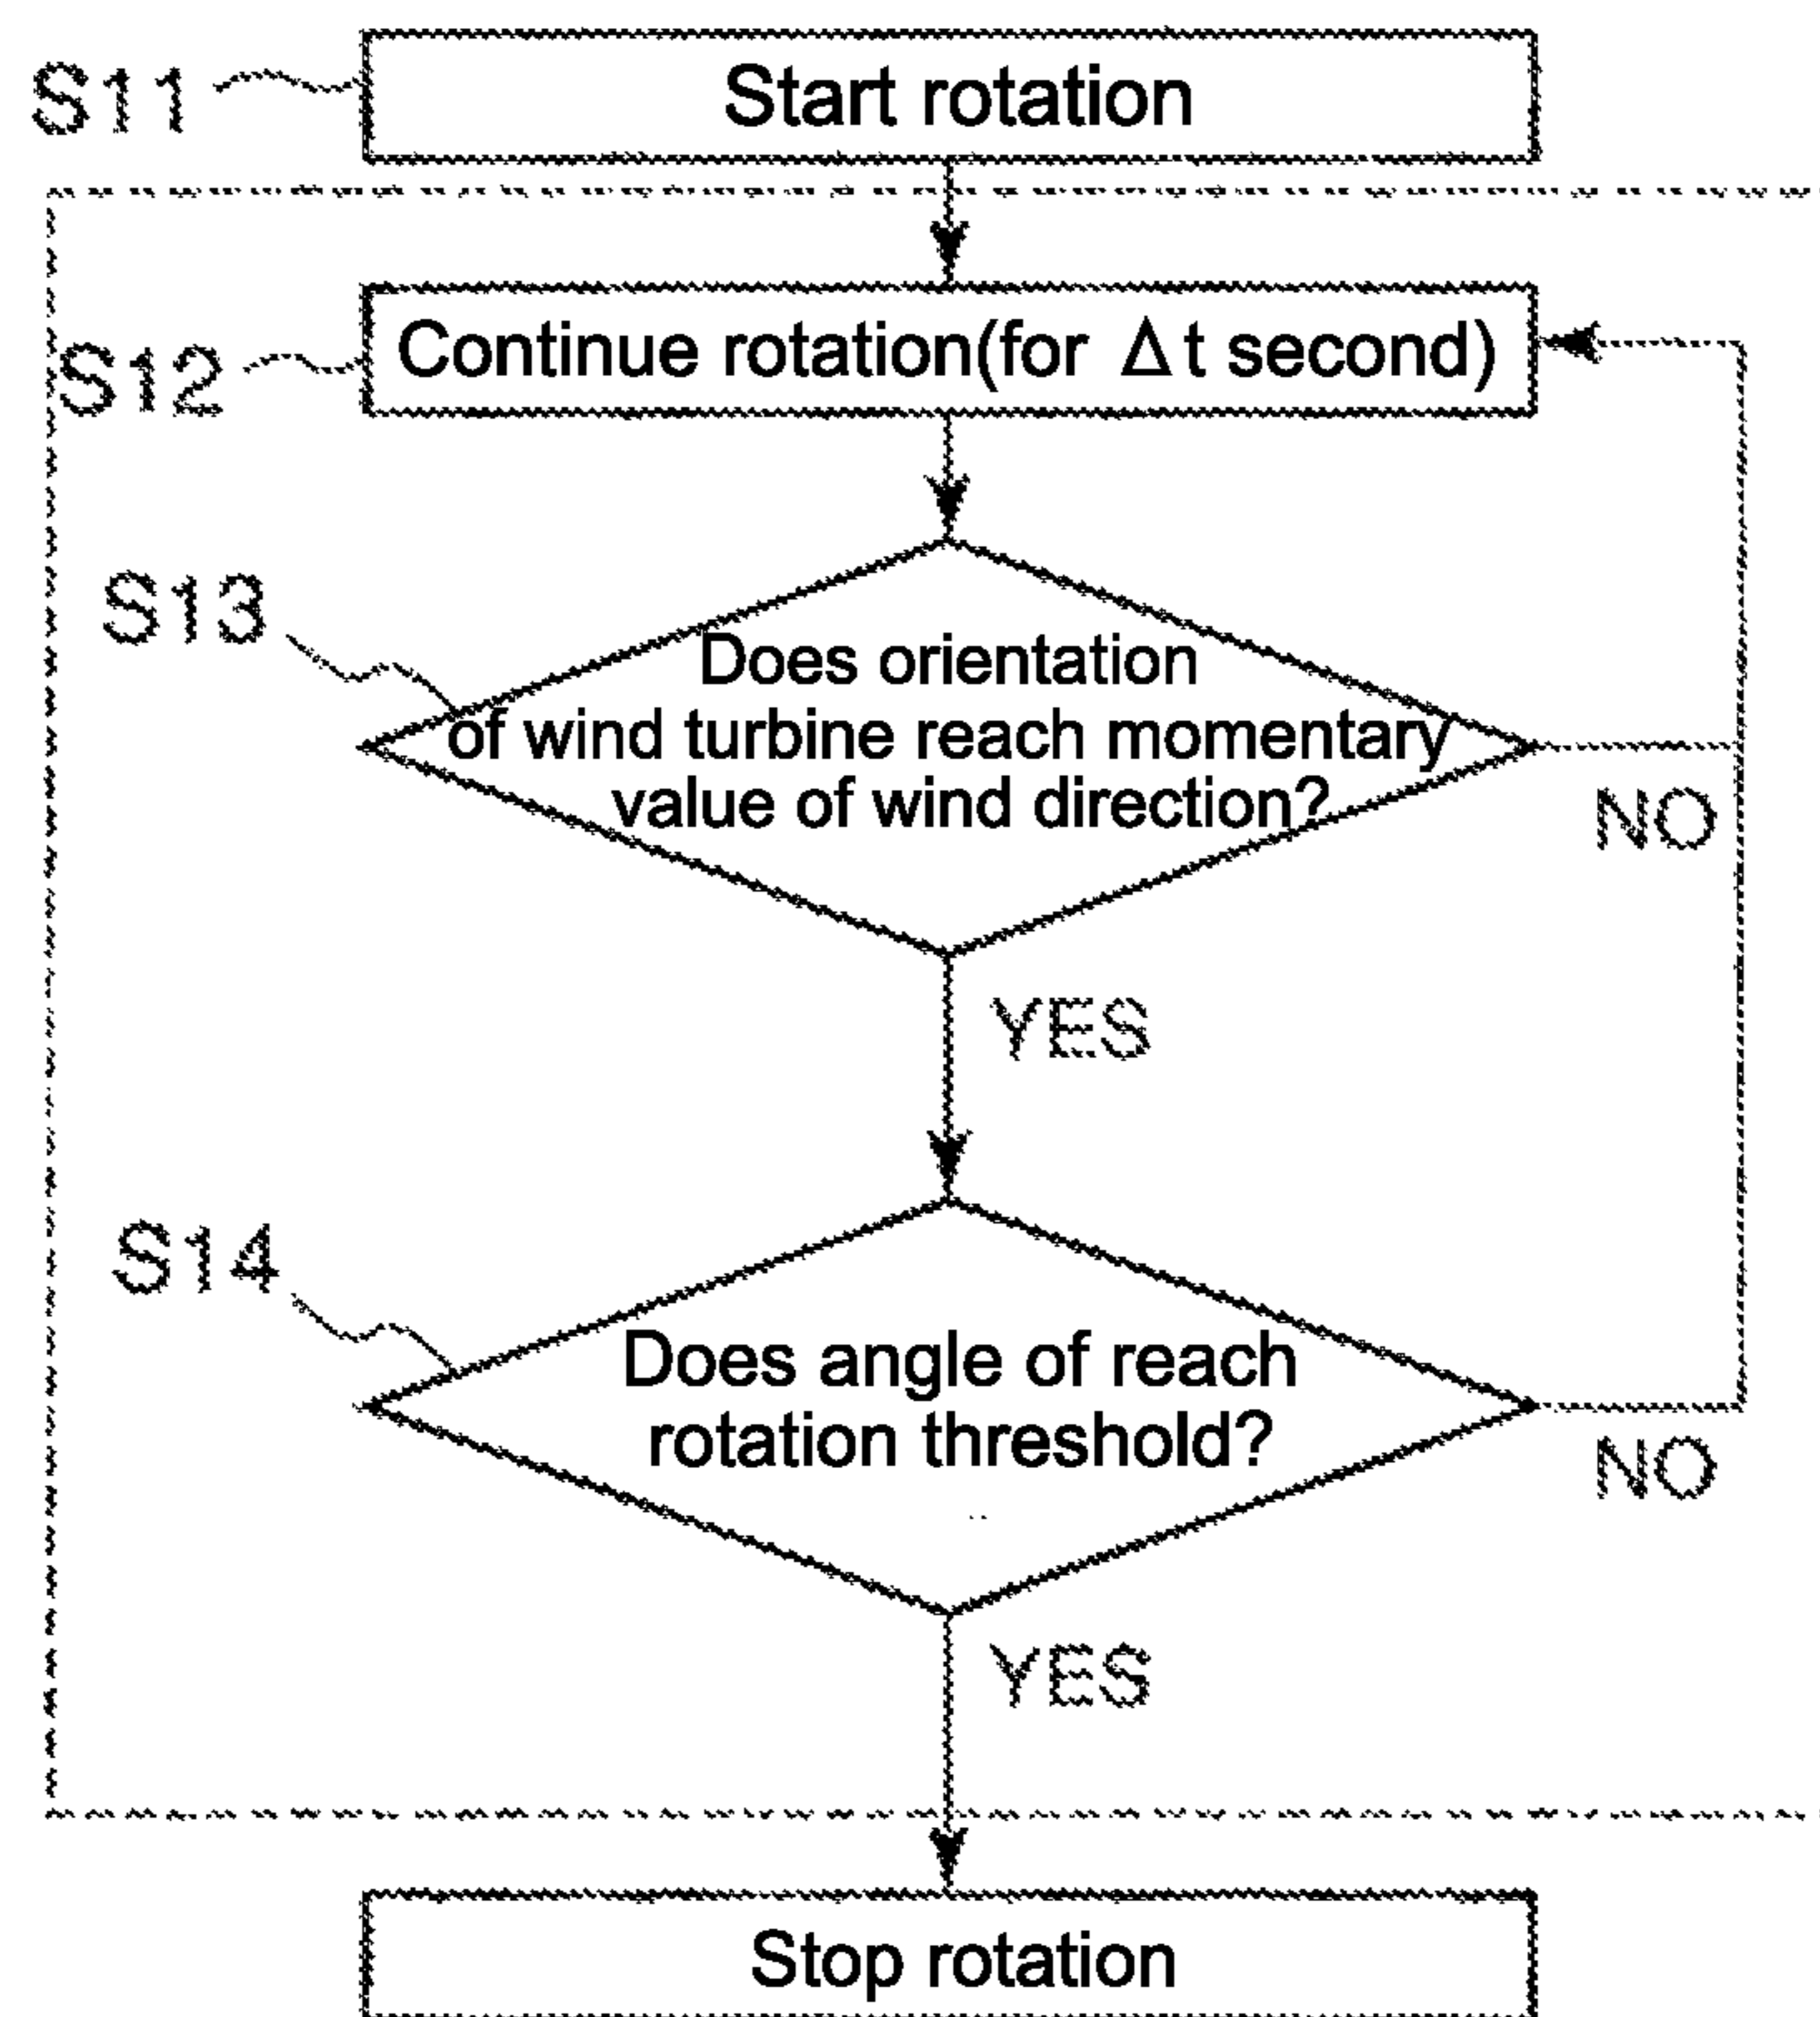 S11
Start rotation
S12
Continue rotation(for Δt second)
S13
Does orientation
of wind turbine reach momentary
value of wind direction?
NO
YES
S14
Does angle of reach
rotation threshold?
NO
YES
Stop rotation